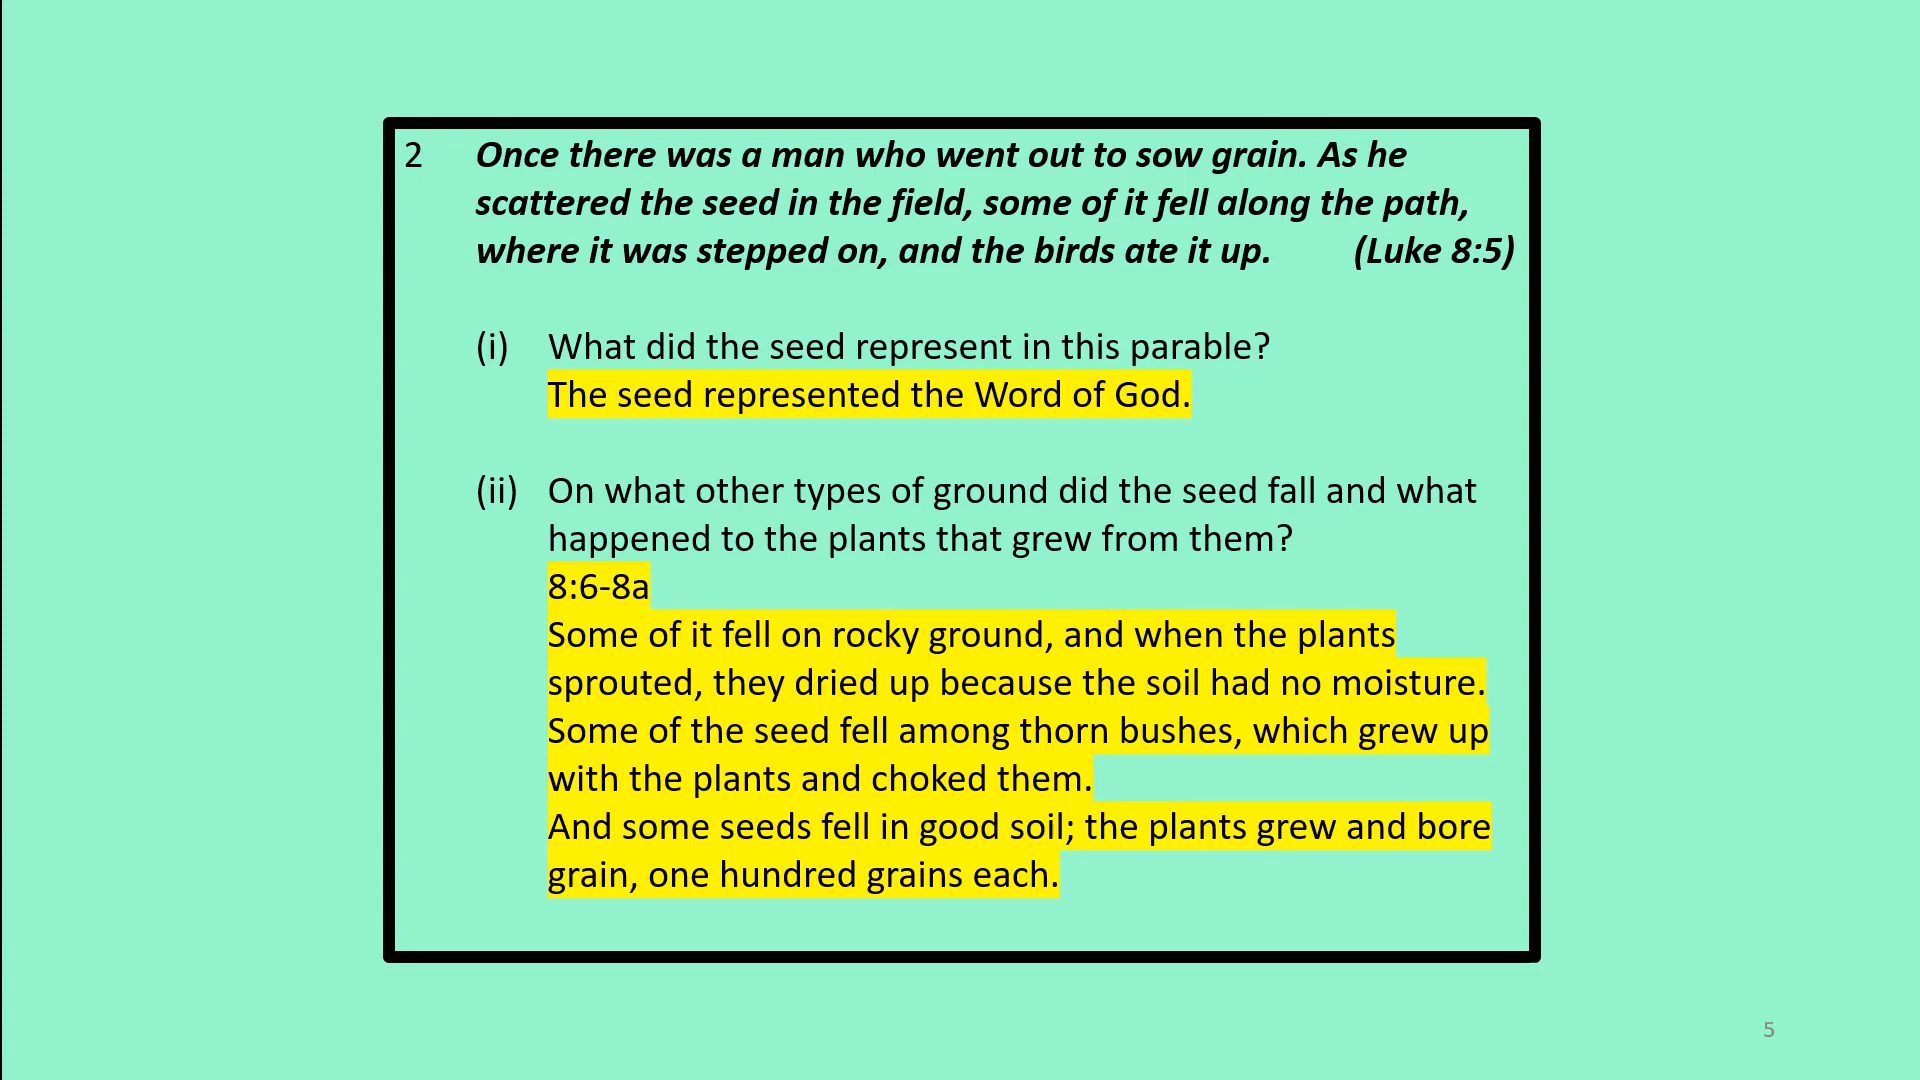 2 Once there was a man who went out to sow grain. As he
scattered the seed in the field, some of it fell along the path,
where it was stepped on, and the birds ate it up. (Luke 8:5)
(i) What did the seed represent in this parable?
The seed represented the Word of God.
(ii) On what other types of ground did the seed fall and what
happened to the plants that grew from them?
8:6-8a
Some of it fell on rocky ground, and when the plants
sprouted, they dried up because the soil had no moisture.
Some of the seed fell among thorn bushes, which grew up
with the plants and choked them.
And some seeds fell in good soil; the plants grew and bore
grain, one hundred grains each.
5